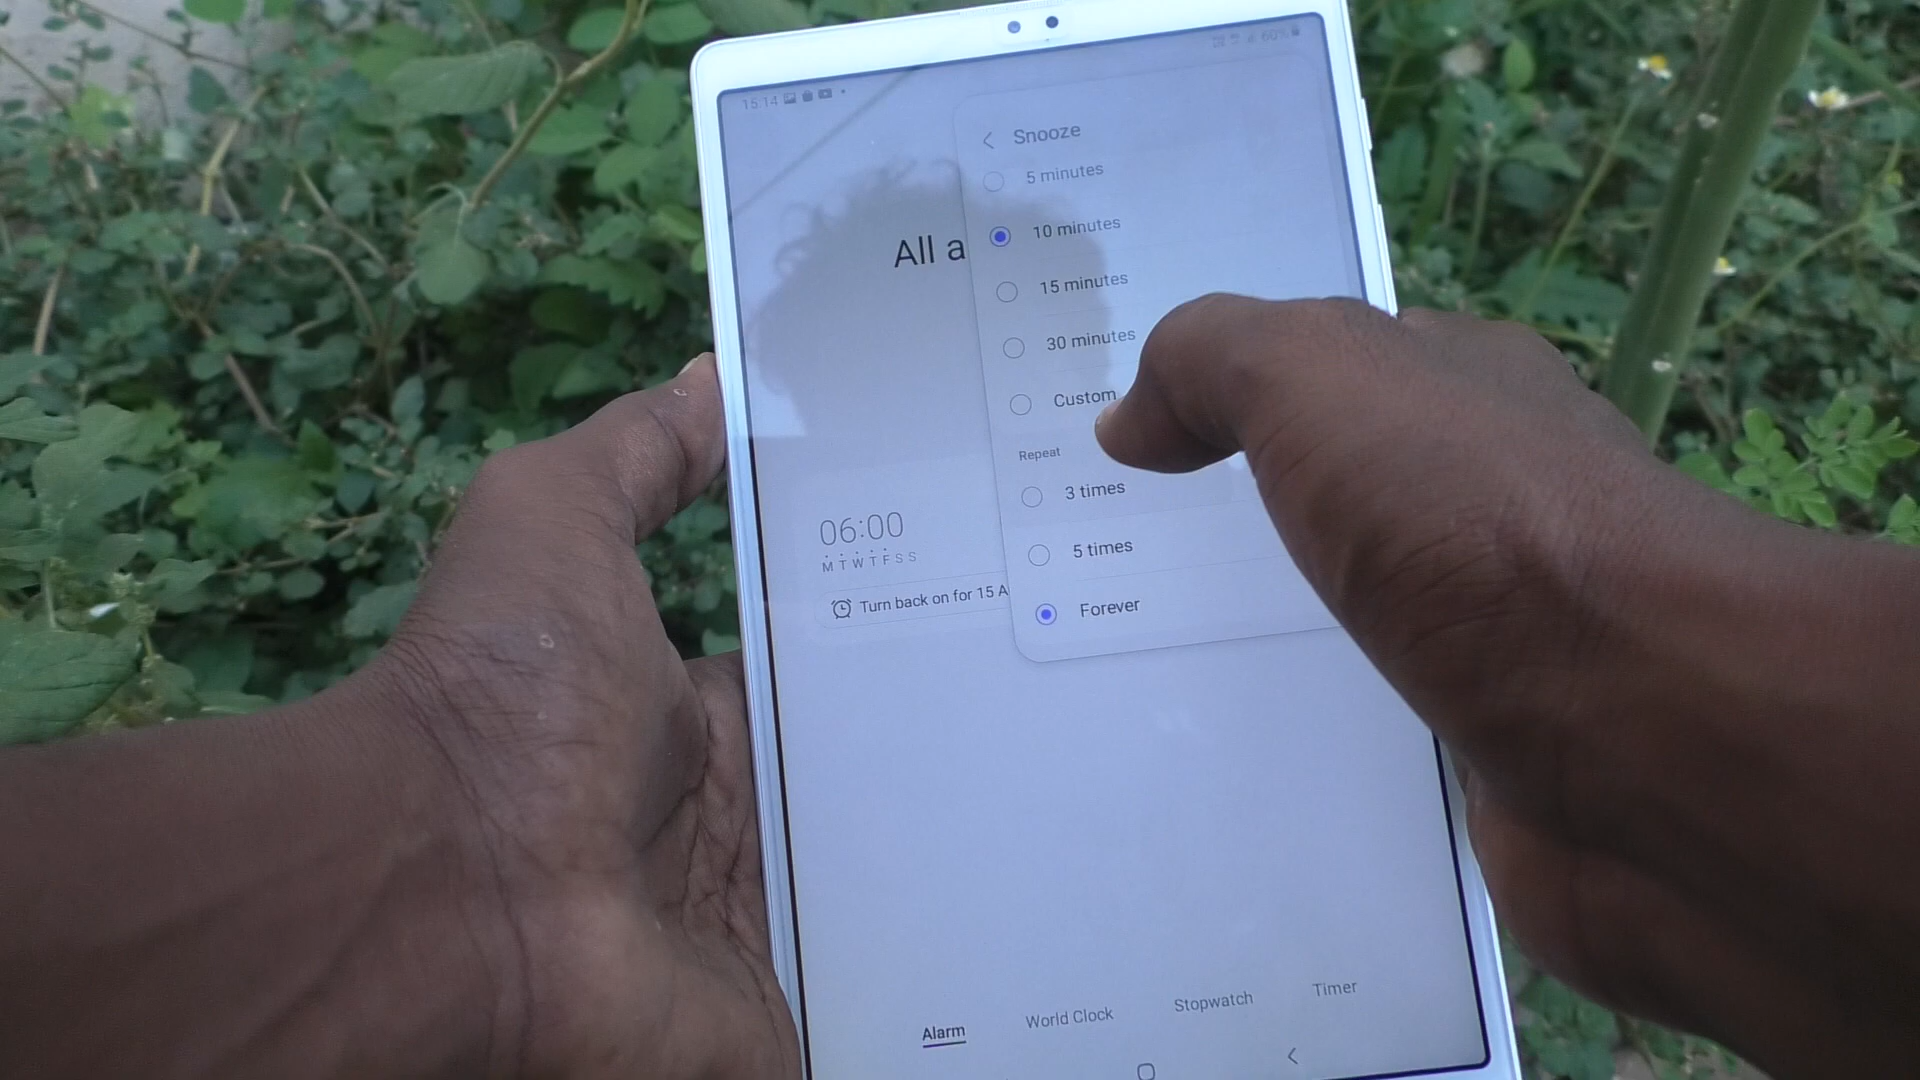 15:14
60%
Snooze
5 minutes
10 minutes
All a
15 minutes
30 minutes
Custom
Repeat
3 times
06:00
M T W T F S S
5 times
Turn back on for 15 A
Forever
Alarm
World Clock
Stopwatch
Timer